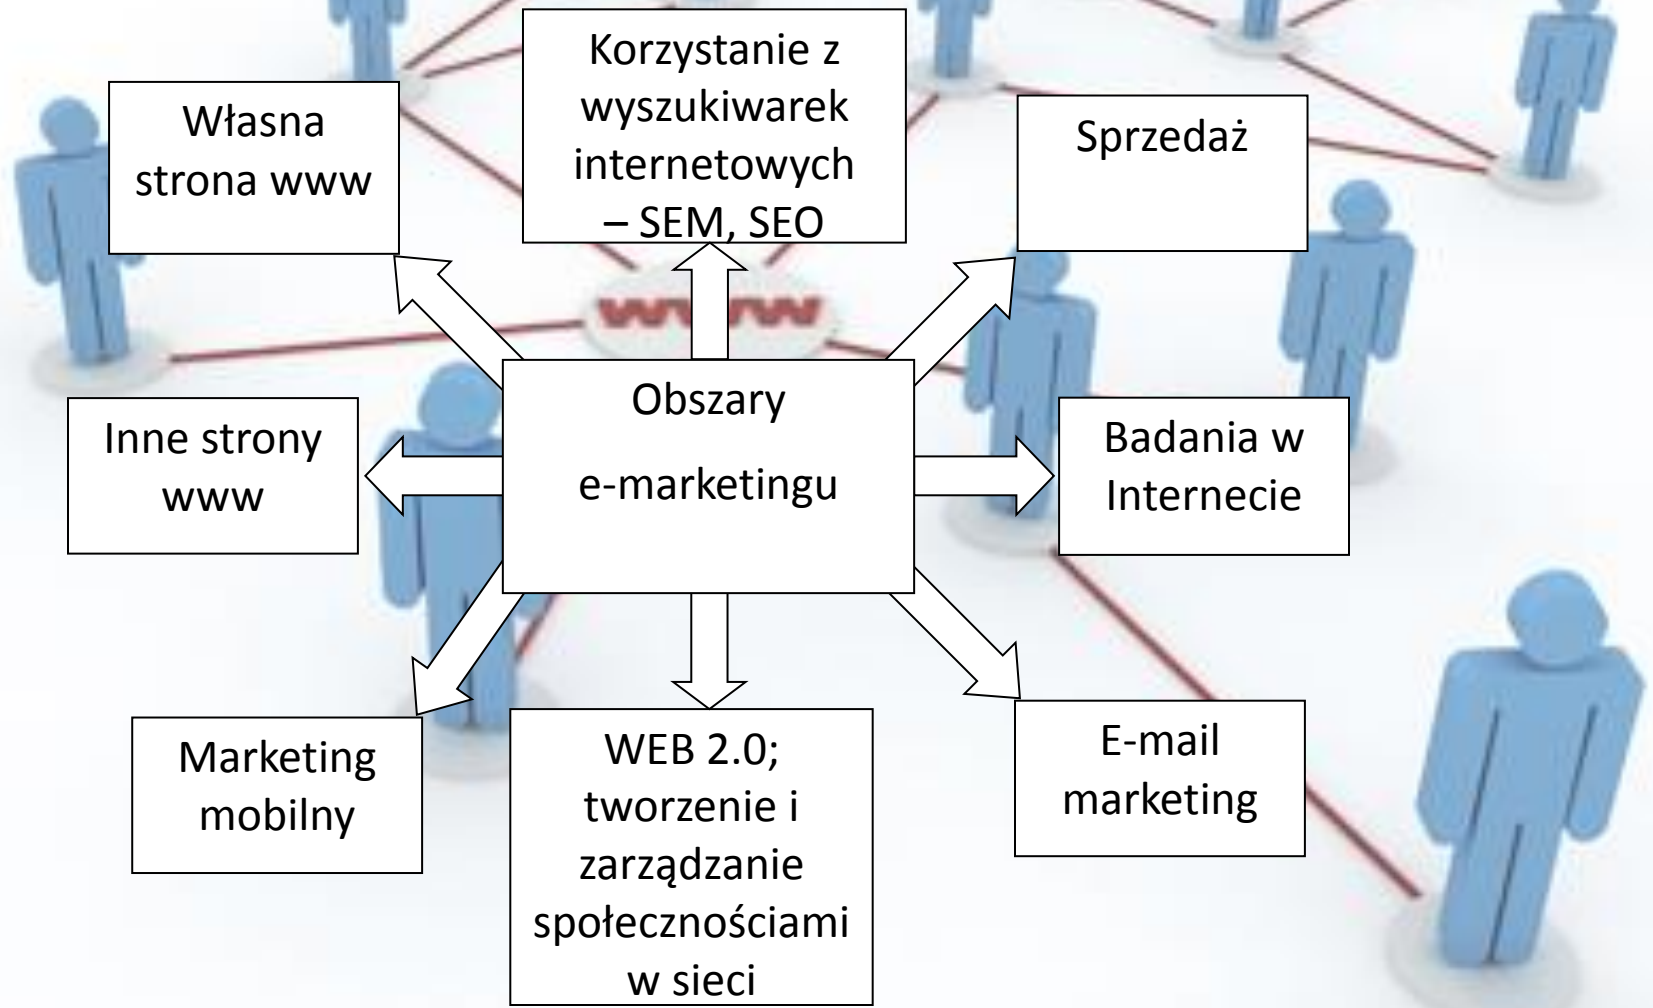 Korzystanie z
wyszukiwarek
internetowych
– SEM, SEO
Własna
strona www
Sprzedaż
www
Obszary
e-marketingu
Inne strony
www
Badania w
Internecie
Marketing
mobilny
WEB 2.0;
tworzenie i
zarządzanie
społecznościami
w sieci
E-mail
marketing